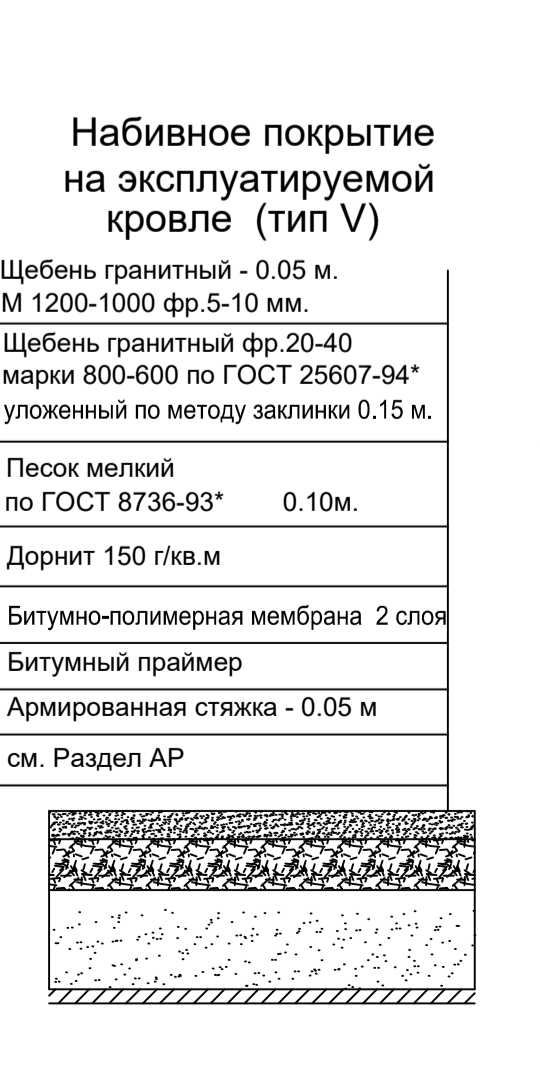 Набивное покрытие
на эксплуатируемой
кровле (тип V)
Щебень гранитный - 0.05 м.
М 1200-1000 фр.5-10 мм.
Щебень гранитный фр.20-40
марки 800-600 по ГОСТ 25607-94*
уложенный по методу заклинки 0.15 м.
Песок мелкий
по ГОСТ 8736-93* 0.10м.
Дорнит 150 г/кв.м
Битумно-полимерная мембрана 2 слоя
Битумный праймер
Армированная стяжка - 0.05 м
см. Раздел АР